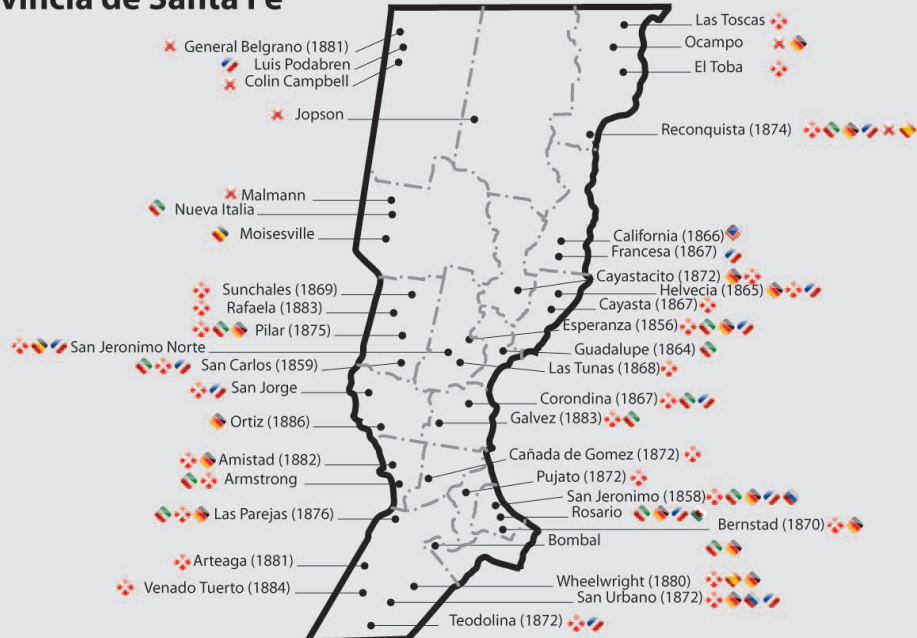 vincia de Santa Fe
General Belgrano (1881)
Luis Podabren
Colin Campbell
Jopson
Malmann
Nueva Italia
Moisesville
Sunchales (1869)
Rafaela (1883)
Pilar (1875)
San Jeronimo Norte
San Carlos (1859)
San Jorge
Ortiz (1886)
Amistad (1882)
Armstrong
Las Parejas (1876)
Arteaga (1881)
Venado Tuerto (1884)
Las Toscas
Ocampo
El Toba
Reconquista (1874)
California (1866)
Francesa (1867)
Cayastacito (1872)
Helvecia (1865)
Cayasta (1867)
Esperanza (1856)
Guadalupe (1864)
Las Tunas (1868)
Corondina (1867)
Galvez (1883)
Cañada de Gomez (1872)
Pujato (1872)
San Jeronimo (1858)
Rosario
Bernstad (1870)
Bombal
Wheelwright (1880)
San Urbano (1872)
Teodolina (1872)